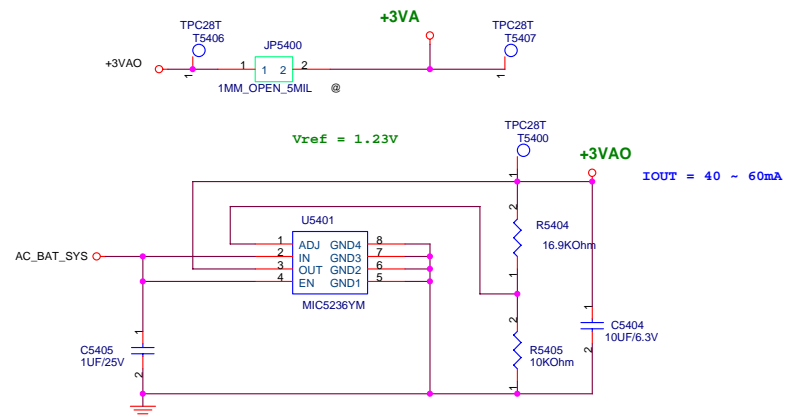 +3VA
TPC28T
T5406
JP5400
TPC28T
T5407
+3VAO
1 1 2 2
1
1
1MM_OPEN_5MIL @
Vref = 1.23V
TPC28T
T5400
+3VAO
IOUT = 40 ~ 60mA
1
2
R5404
16.9KOhm
1
U5401
1 ADJ GND4 8
2 IN GND3 7
3 OUT GND2 6
4 EN GND1 5
MIC5236YM
AC_BAT_SYS
1
C5405
1UF/25V
2
2
R5405
10KOhm
1
1
C5404
10UF/6.3V
2